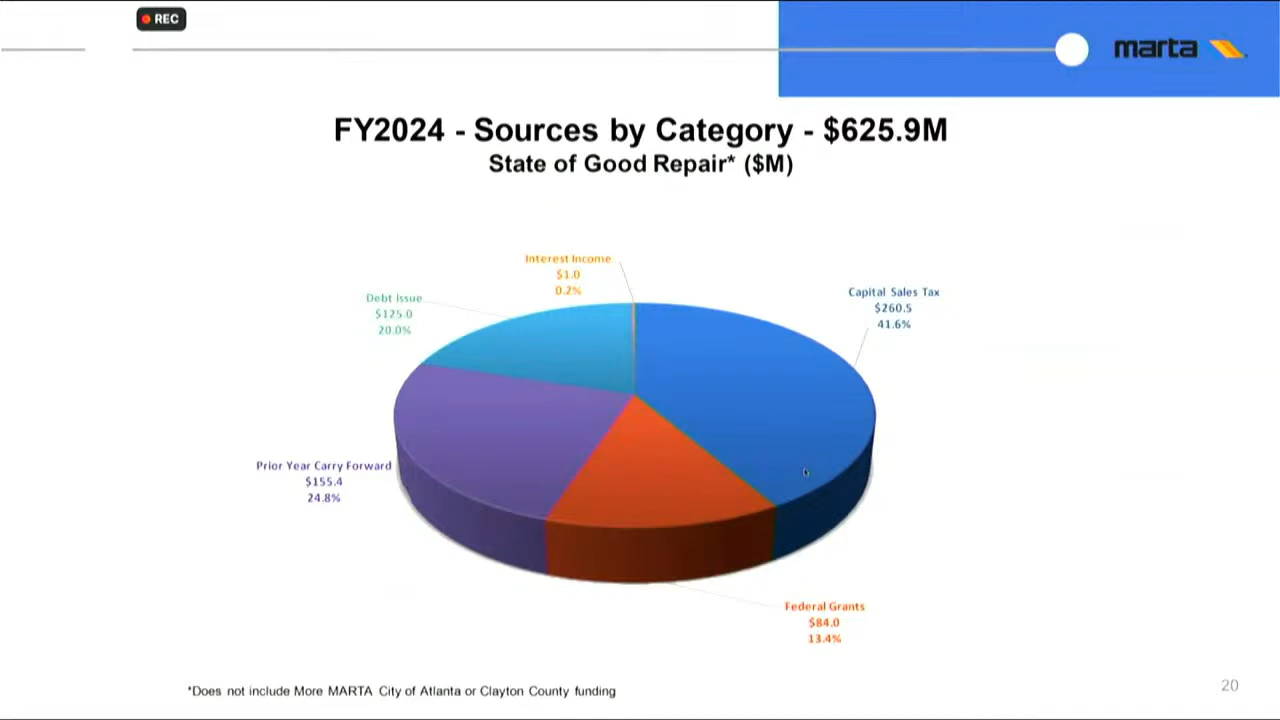 REC
marta
FY2024 - Sources by Category - $625.9M
State of Good Repair* ($M)
Interest Income
$1.0
0.2%
Debt Issue
$125.0
20.0%
Capital Sales Tax
$260.5
41.6%
Prior Year Carry Forward
$155.4
24.8%
Federal Grants
$84.0
13.4%
*Does not include More MARTA City of Atlanta or Clayton County funding
20